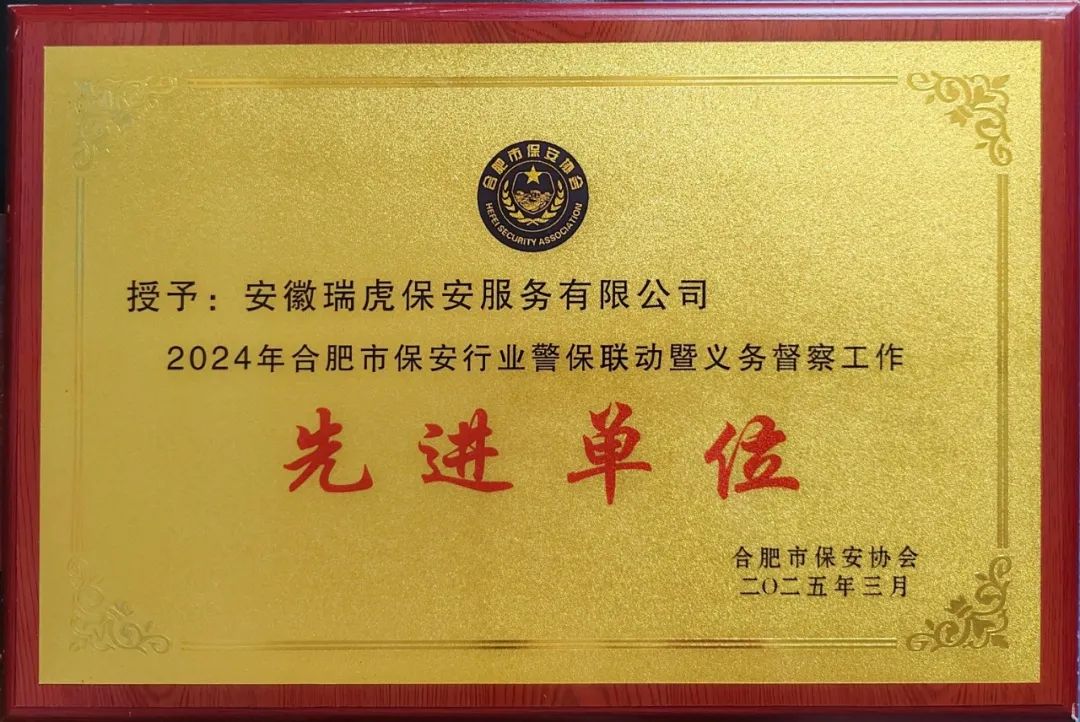 合肥市保安协会
HEFEI SECURITY ASSOCIATION
授予：安徽瑞虎保安服务有限公司
2024年合肥市保安行业警保联动暨义务督察工作
先进单位
合肥市保安协会
二〇二五年三月